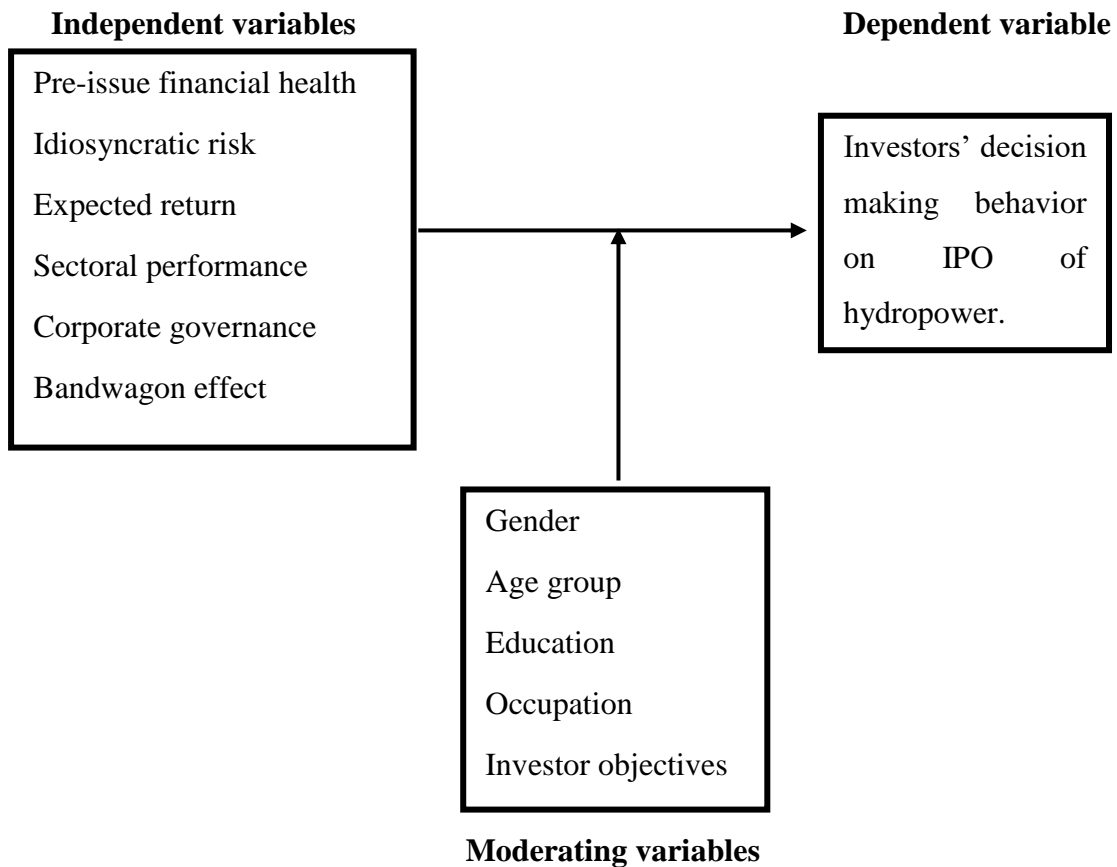 Independent variables
Pre-issue financial health
Idiosyncratic risk
Expected return
Sectoral performance
Corporate governance
Bandwagon effect
Dependent variable
Investors’ decision
making behavior
on IPO of
hydropower.
Gender
Age group
Education
Occupation
Investor objectives
Moderating variables